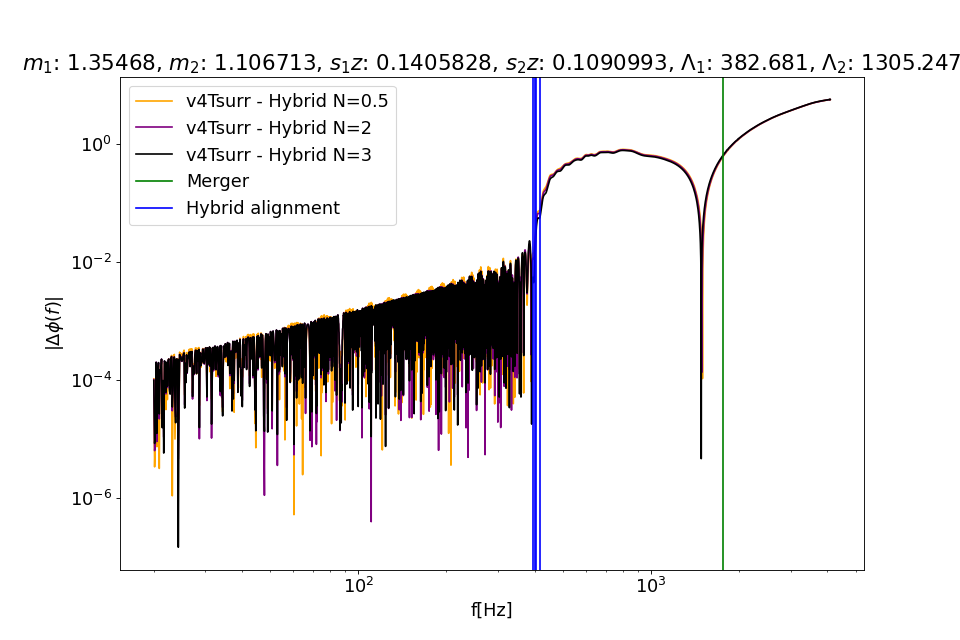 m₁: 1.35468, m₂: 1.106713, s₁z: 0.1405828, s₂z: 0.1090993, Λ₁: 382.681, Λ₂: 1305.247
v4Tsurr - Hybrid N=0.5
v4Tsurr - Hybrid N=2
v4Tsurr - Hybrid N=3
Merger
Hybrid alignment
10⁰
10⁻²
10⁻⁴
10⁻⁶
|Δϕ(f)|
10²
10³
f[Hz]